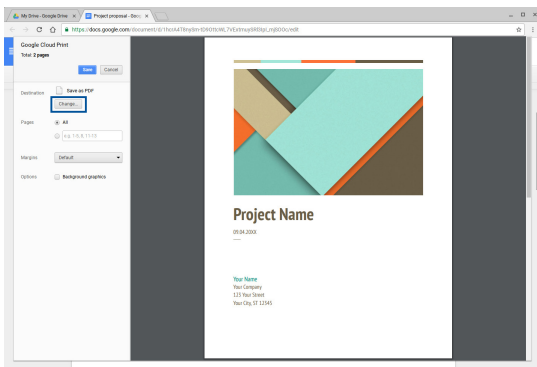 My Drive - Google Drive
Project proposal - Goog
Google Cloud Print
Total: 2 pages
Save
Cancel
Destination
Save as PDF
Change...
Pages
All
e.g. 1-5, 8, 11-13
Margins
Default
Options
Background graphics
Project Name
09.04.20XX
Your Name
Your Company
123 Your Street
Your City, ST 12345